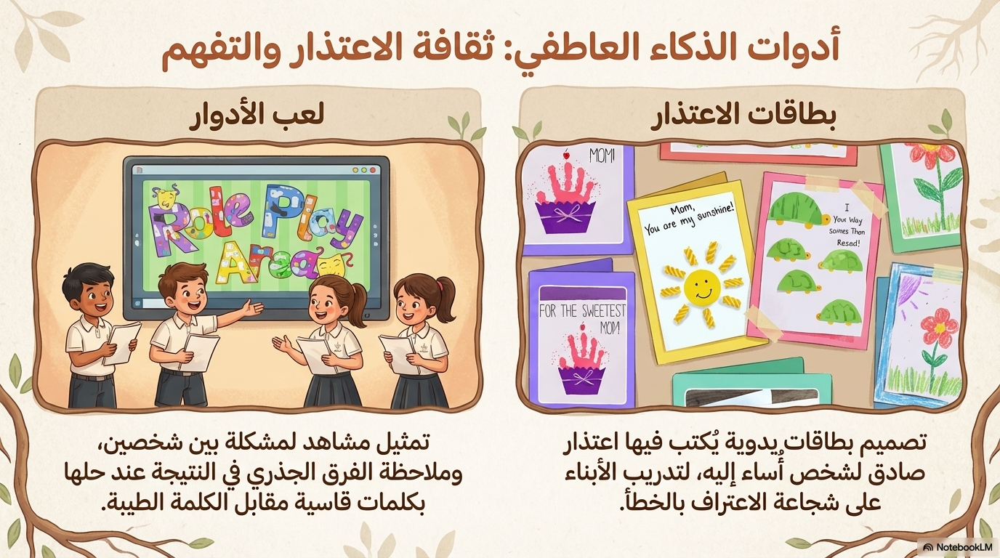 أدوات الذكاء العاطفي: ثقافة الاعتذار والتفهم
بطاقات الاعتذار
MOM!
Mom,
You are my sunshine!
I
Your Way
Somes Than
Resed!
FOR THE SWEETEST
MOM!
تصميم بطاقات يدوية يُكتب فيها اعتذار
صادق لشخص أُساء إليه، لتدريب الأبناء
على شجاعة الاعتراف بالخطأ.
لعب الأدوار
Role Play
Area
تمثيل مشاهد لمشكلة بين شخصين،
وملاحظة الفرق الجذري في النتيجة عند حلها
بكلمات قاسية مقابل الكلمة الطيبة.
NotebookLM